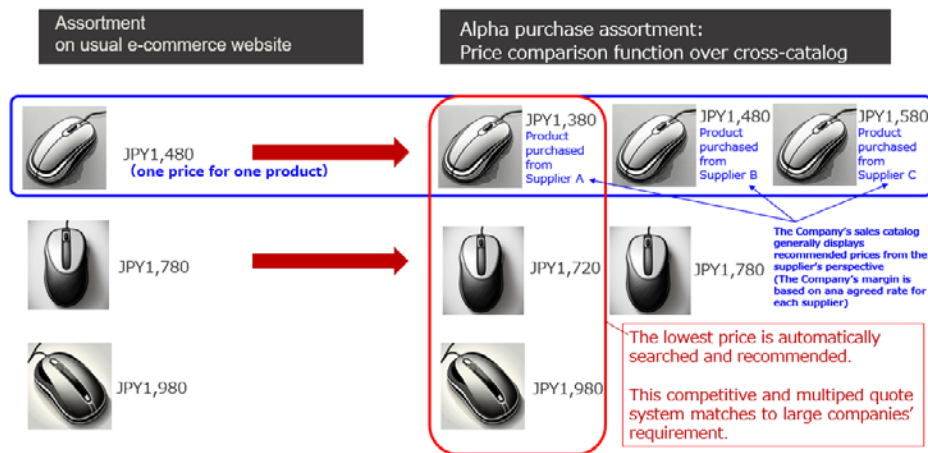 Assortment
on usual e-commerce website
Alpha purchase assortment:
Price comparison function over cross-catalog
JPY1,480
(one price for one product)
JPY1,380
Product
purchased
from
Supplier A
JPY1,480
Product
purchased
from
Supplier B
JPY1,580
Product
purchased
from
Supplier C
The Company's sales catalog
generally displays
recommended prices from the
supplier's perspective
(The Company's margin is
based on ana agreed rate for
each supplier)
JPY1,780
JPY1,720
JPY1,780
The lowest price is automatically
searched and recommended.
This competitive and multiped quote
system matches to large companies'
requirement.
JPY1,980
JPY1,980